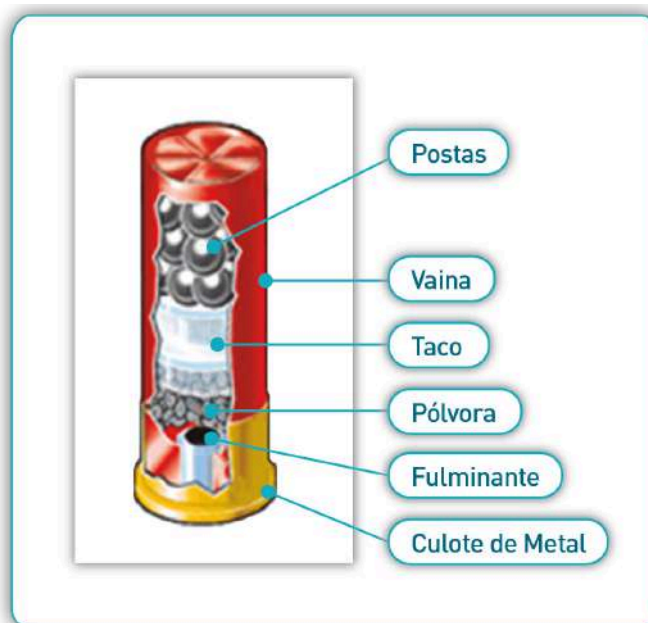 Postas
Vaina
Taco
Pólvora
Fulminante
Culote de Metal